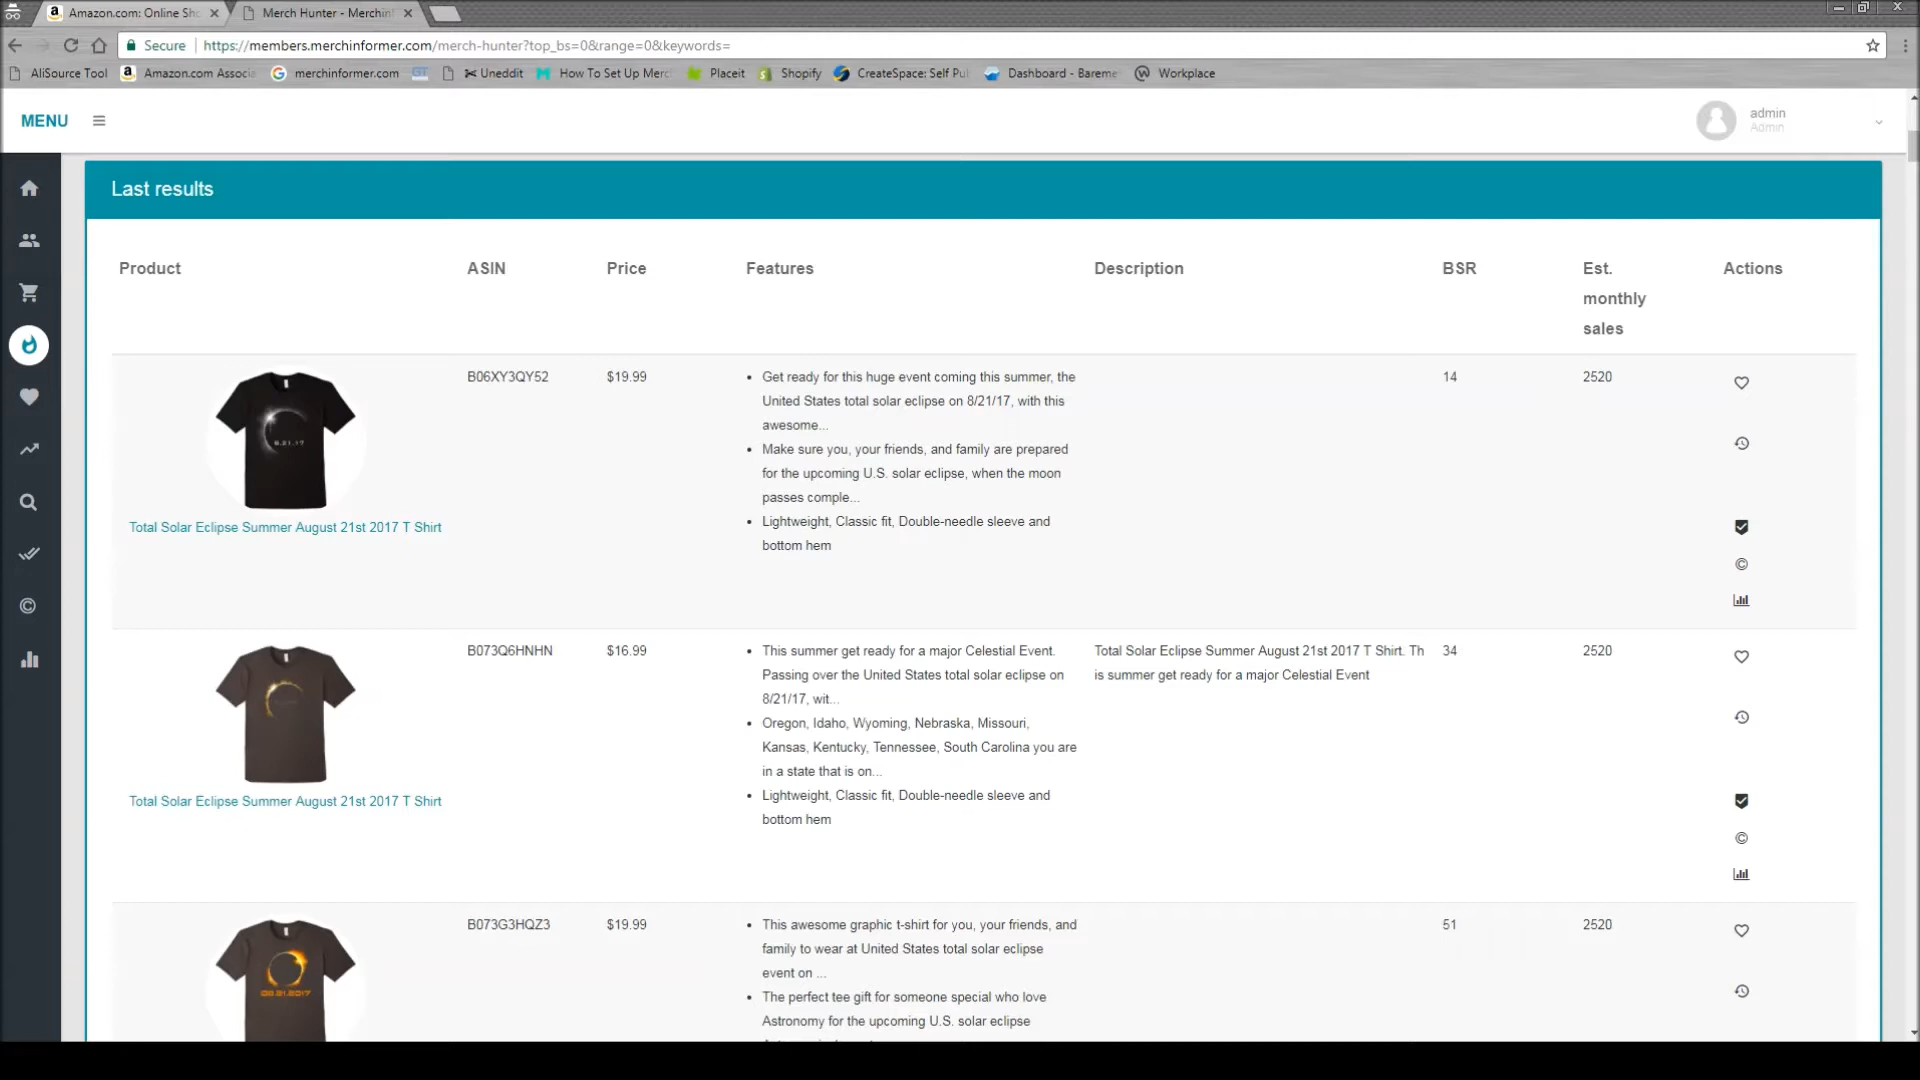 Amazon.com: Online Sho
Merch Hunter - Merchinf
Secure
https://members.merchinformer.com/merch-hunter?top_bs=0&range=0&keywords=
AliSource Tool
Amazon.com Associa
merchinformer.com
Uneddit
How To Set Up Merc
Placeit
Shopify
CreateSpace: Self Pub
Dashboard - Bareme
Workplace
MENU
admin
Admin
Last results
Product
ASIN
Price
Features
Description
BSR
Est.
monthly
sales
Actions
B06XY3QY52
$19.99
• Get ready for this huge event coming this summer, the
United States total solar eclipse on 8/21/17, with this
awesome...
• Make sure you, your friends, and family are prepared
for the upcoming U.S. solar eclipse, when the moon
passes comple...
• Lightweight, Classic fit, Double-needle sleeve and
bottom hem
14
2520
8.21.17
Total Solar Eclipse Summer August 21st 2017 T Shirt
B073Q6HNHN
$16.99
• This summer get ready for a major Celestial Event.
Passing over the United States total solar eclipse on
8/21/17, wit...
• Oregon, Idaho, Wyoming, Nebraska, Missouri,
Kansas, Kentucky, Tennessee, South Carolina you are
in a state that is on...
• Lightweight, Classic fit, Double-needle sleeve and
bottom hem
Total Solar Eclipse Summer August 21st 2017 T Shirt. Th
is summer get ready for a major Celestial Event
34
2520
Total Solar Eclipse Summer August 21st 2017 T Shirt
B073G3HQZ3
$19.99
• This awesome graphic t-shirt for you, your friends, and
family to wear at United States total solar eclipse
event on ...
• The perfect tee gift for someone special who love
Astronomy for the upcoming U.S. solar eclipse
51
2520
08.21.2017